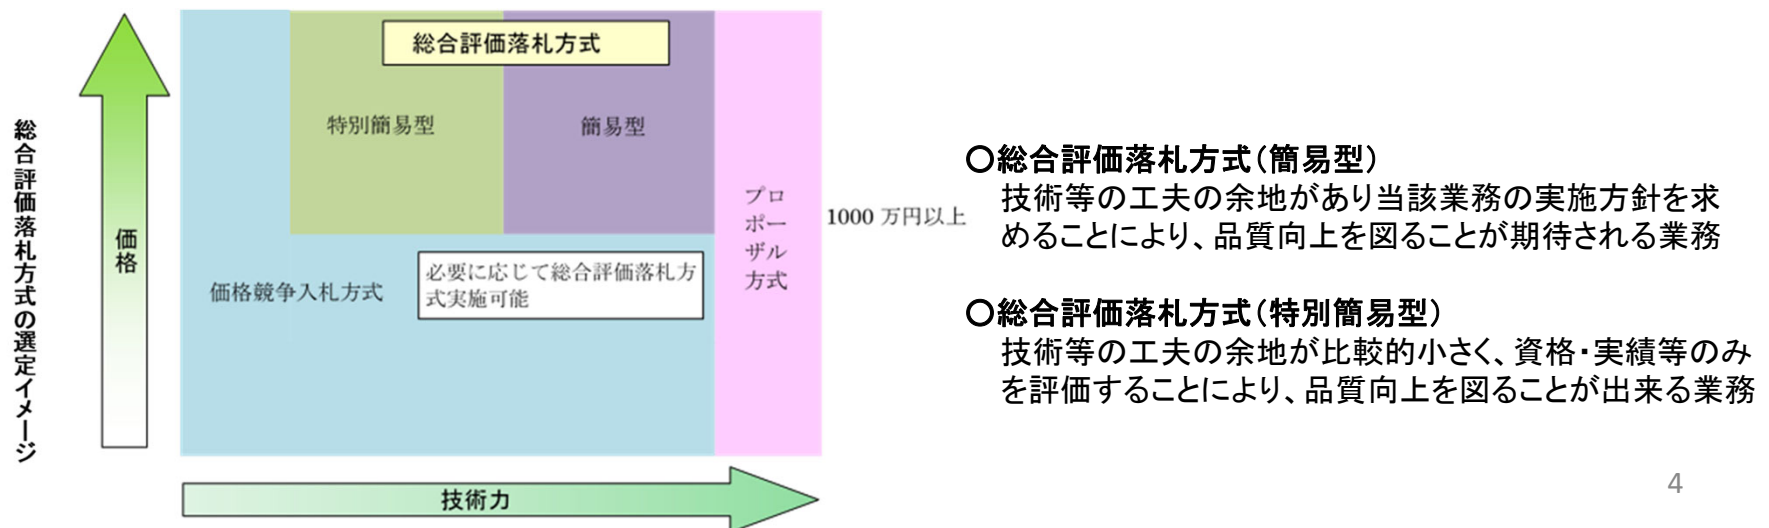 総合評価落札方式の選定イメージ
価格
総合評価落札方式
特別簡易型
簡易型
プロ
ポー
ザル
方式
1000 万円以上
価格競争入札方式
必要に応じて総合評価落札方
式実施可能
技術力
〇総合評価落札方式(簡易型)
技術等の工夫の余地があり当該業務の実施方針を求
めることにより、品質向上を図ることが期待される業務
〇総合評価落札方式(特別簡易型)
技術等の工夫の余地が比較的小さく、資格・実績等のみ
を評価することにより、品質向上を図ることが出来る業務
4